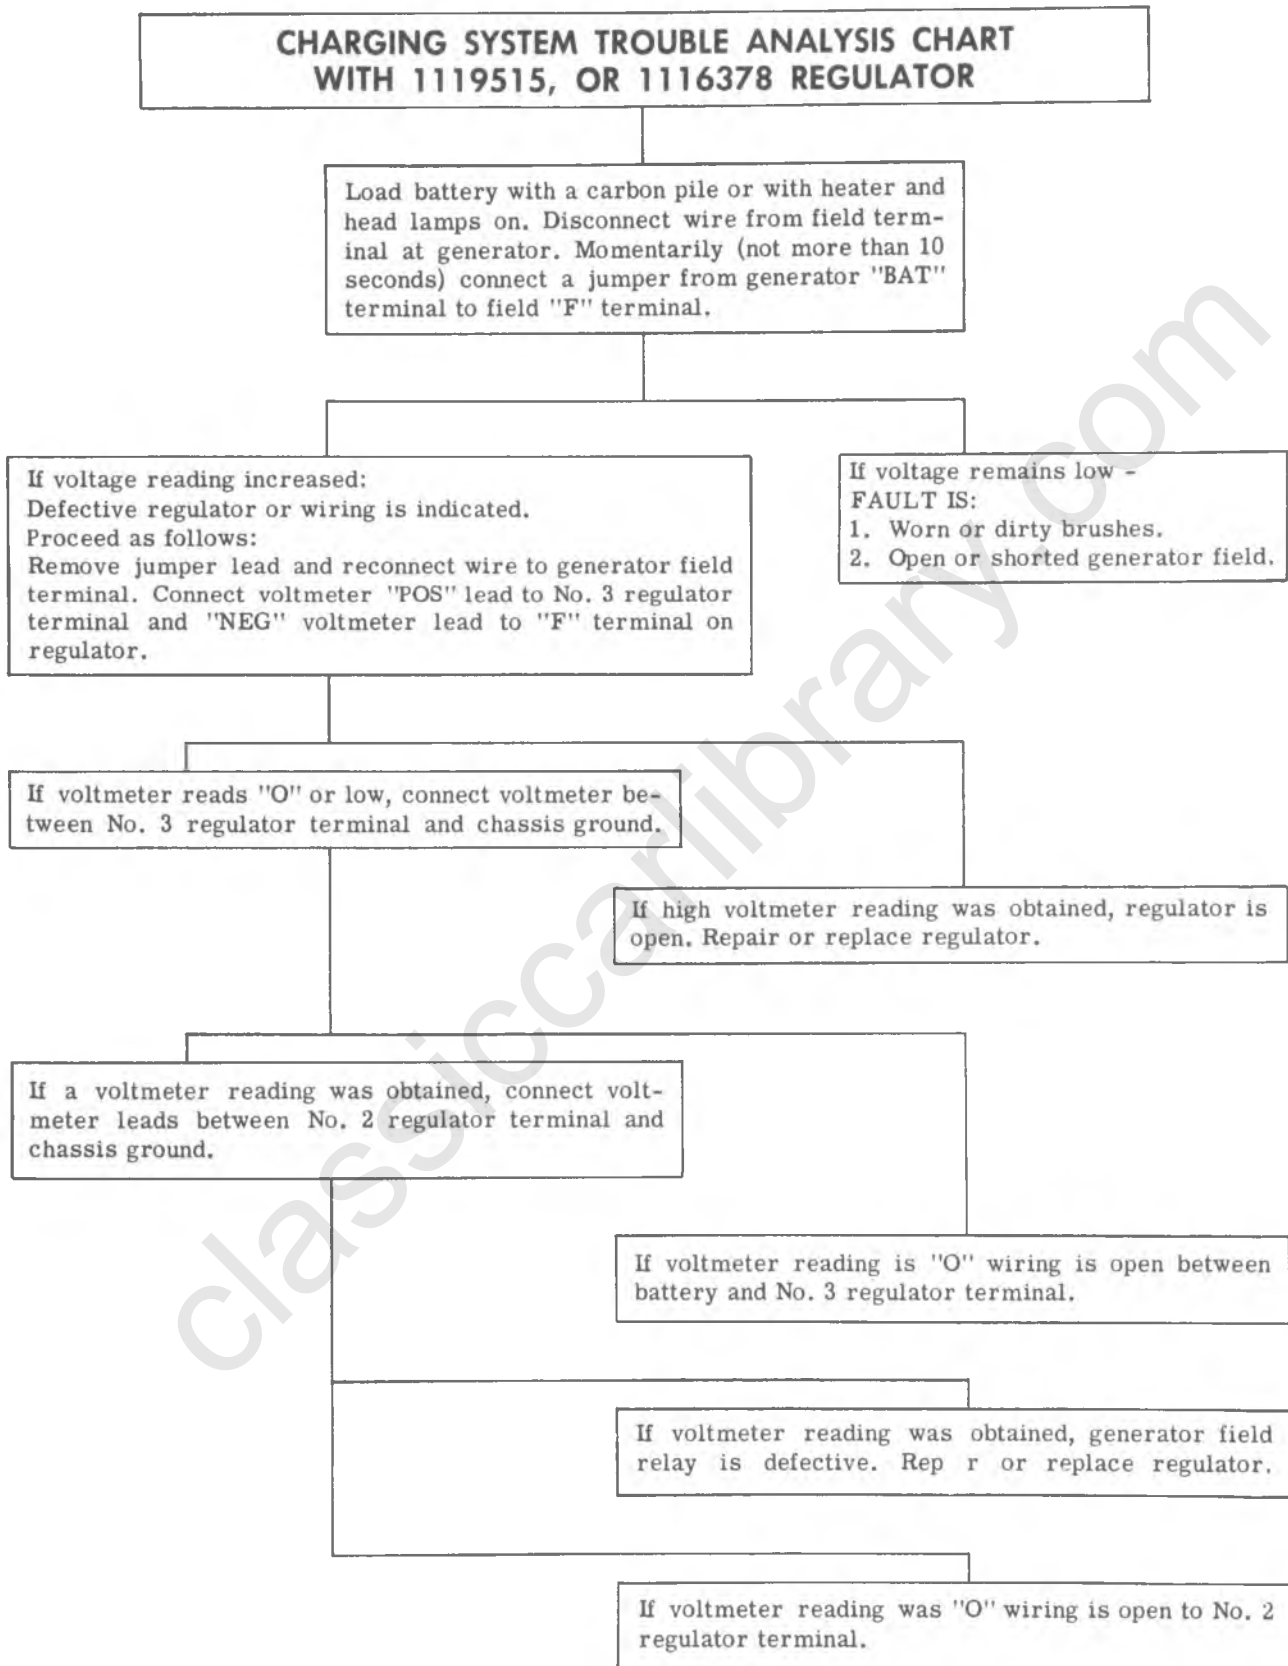 CHARGING SYSTEM TROUBLE ANALYSIS CHART
WITH 1119515, OR 1116378 REGULATOR
Load battery with a carbon pile or with heater and
head lamps on. Disconnect wire from field term-
inal at generator. Momentarily (not more than 10
seconds) connect a jumper from generator "BAT"
terminal to field "F" terminal.
If voltage reading increased:
Defective regulator or wiring is indicated.
Proceed as follows:
Remove jumper lead and reconnect wire to generator field
terminal. Connect voltmeter "POS" lead to No. 3 regulator
terminal and "NEG" voltmeter lead to "F" terminal on
regulator.
If voltage remains low -
FAULT IS:
1. Worn or dirty brushes.
2. Open or shorted generator field.
If voltmeter reads "O" or low, connect voltmeter be-
tween No. 3 regulator terminal and chassis ground.
If high voltmeter reading was obtained, regulator is
open. Repair or replace regulator.
If a voltmeter reading was obtained, connect volt-
meter leads between No. 2 regulator terminal and
chassis ground.
If voltmeter reading is "O" wiring is open between
battery and No. 3 regulator terminal.
If voltmeter reading was obtained, generator field
relay is defective. Rep r or replace regulator.
If voltmeter reading was "O" wiring is open to No. 2
regulator terminal.
classiccarlibrary.com